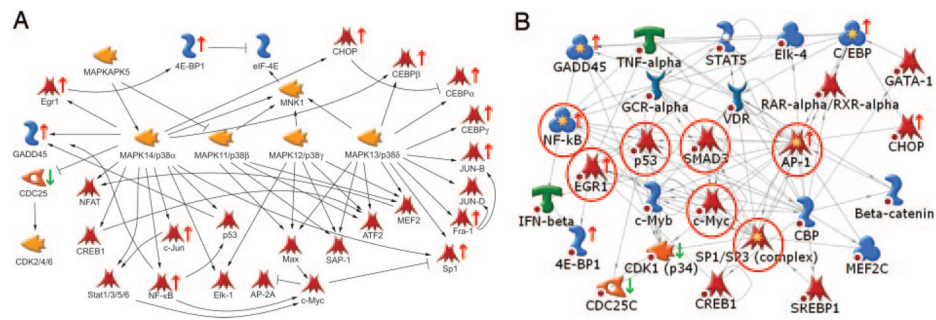 A
B
CHOP
4E-BP1
eIF-4E
CEBPβ
MAPKAPK5
CEBPα
Egr1
MNK1
CEBPγ
GADD45
MAPK14/p38α
MAPK11/p38β
MAPK12/p38γ
MAPK13/p38δ
JUN-B
CDC25
NFAT
JUN-D
MEF2
Fra-1
ATF2
CREB1
c-Jun
p53
SAP-1
CDK2/4/6
Max
Sp1
Stat1/3/5/6
NF-κB
Elk-1
AP-2A
c-Myc
GADD45
TNF-alpha
STAT5
Elk-4
C/EBP
GATA-1
GCR-alpha
VDR
RAR-alpha/RXR-alpha
NF-kB
p53
SMAD3
AP-1
CHOP
EGR1
IFN-beta
c-Myb
c-Myc
CBP
Beta-catenin
4E-BP1
CDK1 (p34)
SP1/SP3 (complex)
MEF2C
CDC25C
CREB1
SREBP1